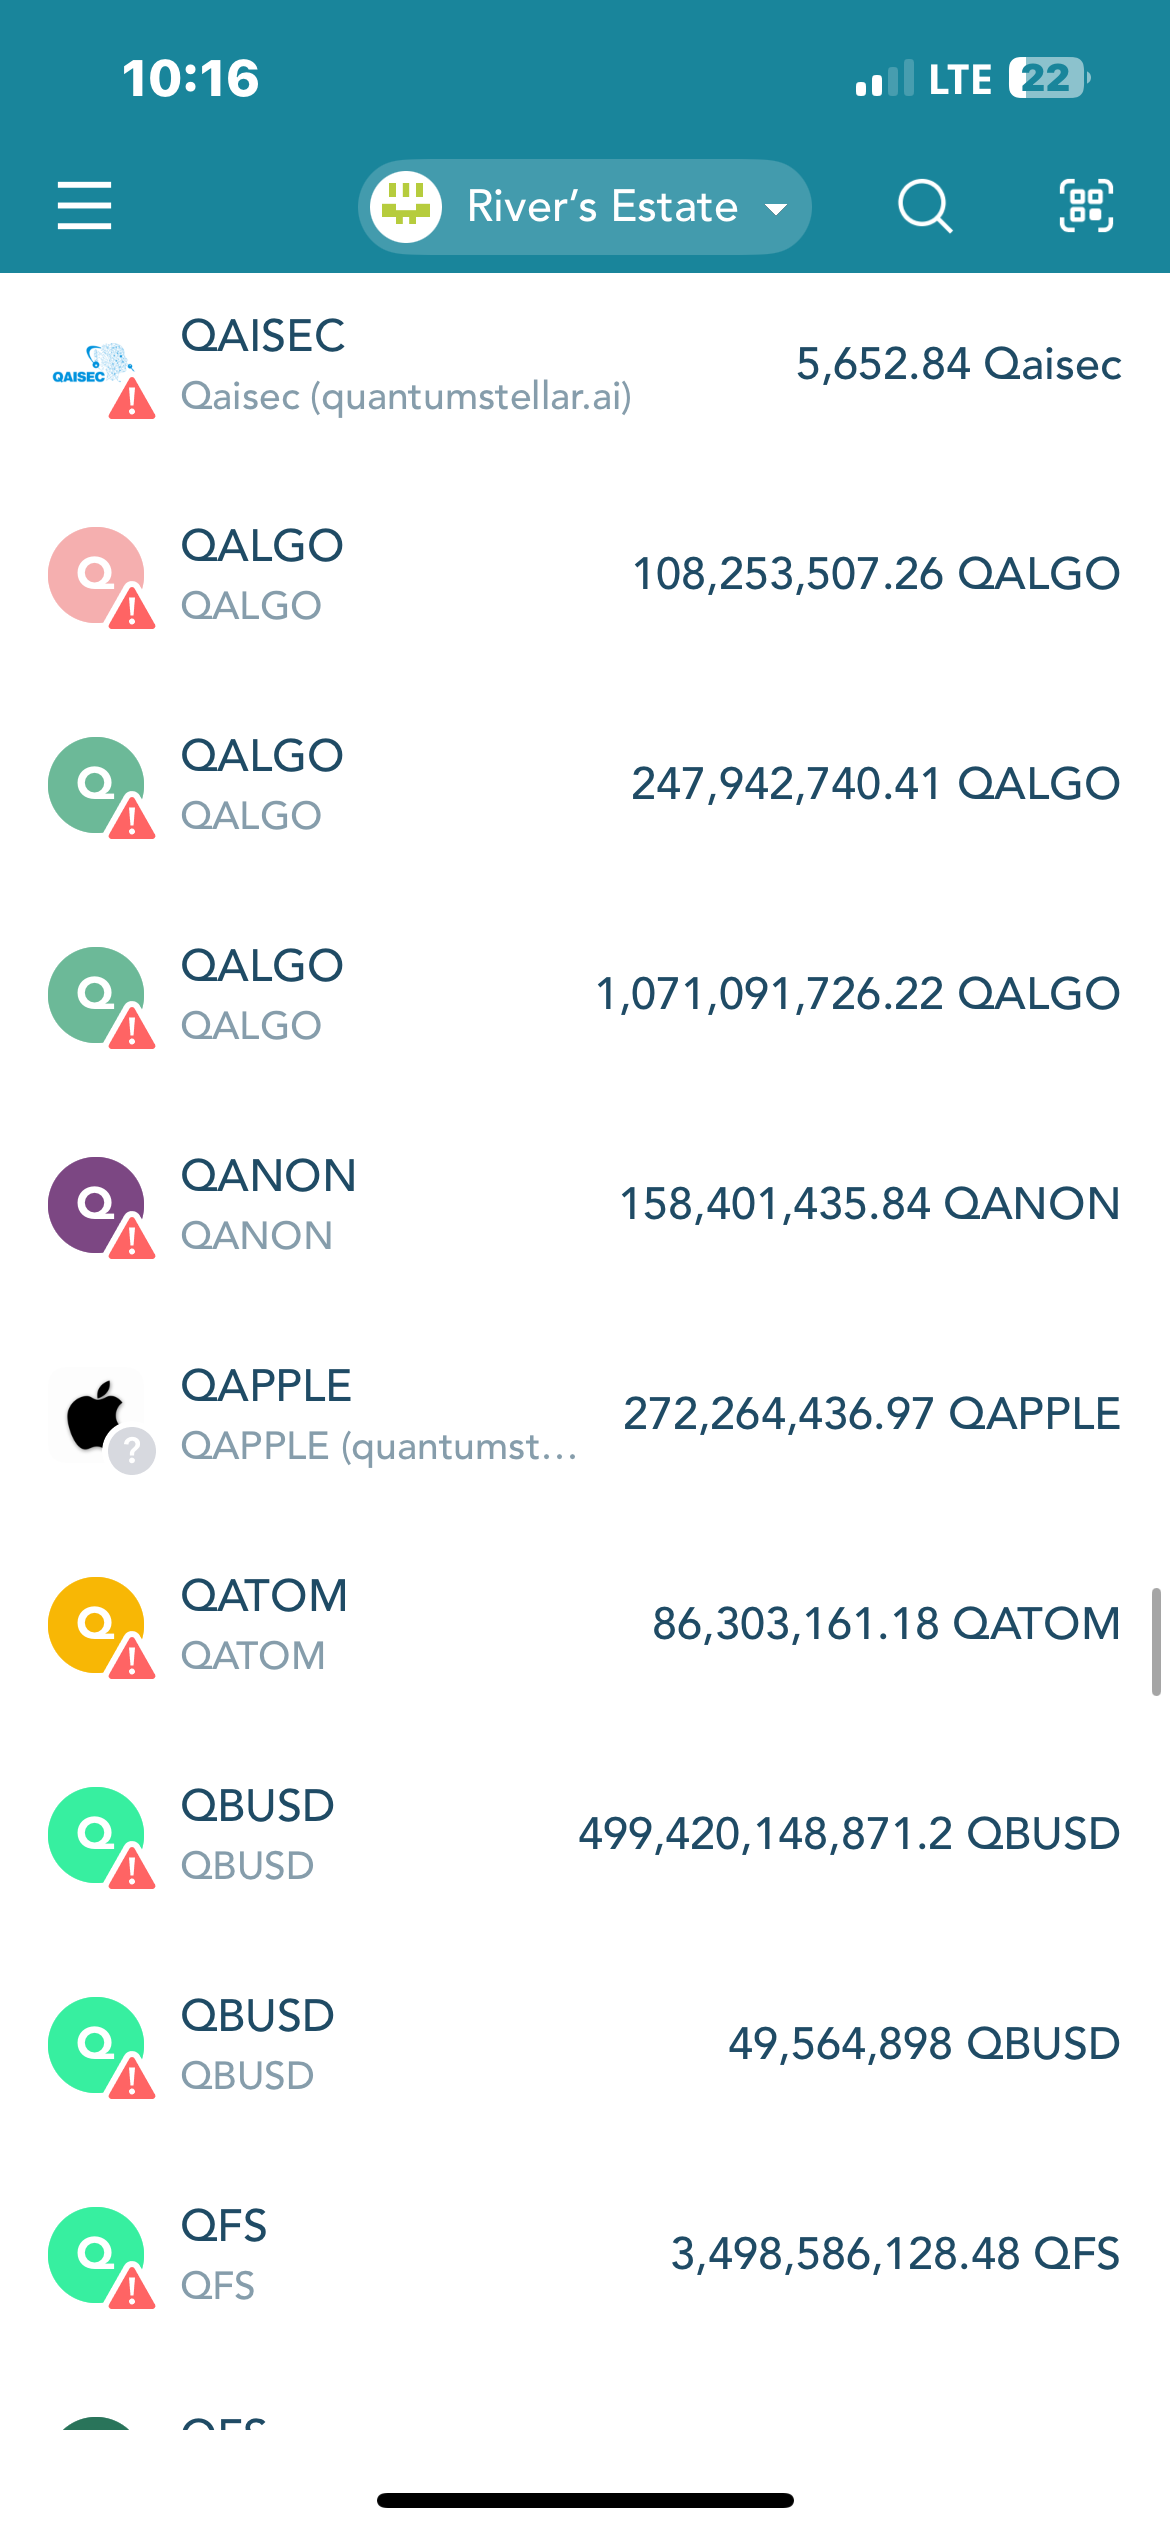 10:16
LTE 22
River's Estate
QAISEC
QAISEC
5,652.84 Qaisec
Qaisec (quantumstellar.ai)
Q
QALGO
108,253,507.26 QALGO
QALGO
Q
QALGO
247,942,740.41 QALGO
QALGO
Q
QALGO
1,071,091,726.22 QALGO
QALGO
Q
QANON
158,401,435.84 QANON
QANON
QAPPLE
272,264,436.97 QAPPLE
QAPPLE (quantumst...
?
Q
QATOM
86,303,161.18 QATOM
QATOM
Q
QBUSD
499,420,148,871.2 QBUSD
QBUSD
Q
QBUSD
49,564,898 QBUSD
QBUSD
Q
QFS
3,498,586,128.48 QFS
QFS